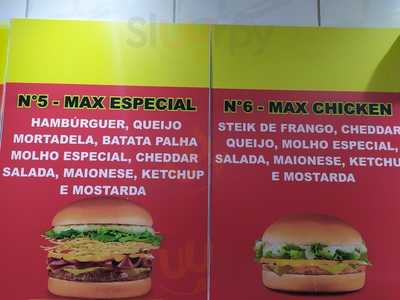 N°5 - MAX ESPECIAL
HAMBÚRGUER, QUEIJO
MORTADELA, BATATA PALHA
MOLHO ESPECIAL, CHEDDAR
SALADA, MAIONESE, KETCHUP
E MOSTARDA
N°6 - MAX CHICKEN
STEIK DE FRANGO, CHEDDAR
QUEIJO, MOLHO ESPECIAL,
SALADA, MAIONESE, KETCHU
E MOSTARDA